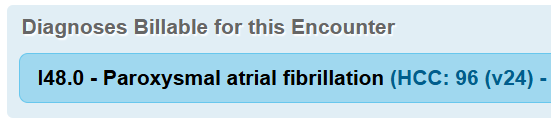 Diagnoses Billable for this Encounter
I48.0 - Paroxysmal atrial fibrillation (HCC: 96 (v24) -